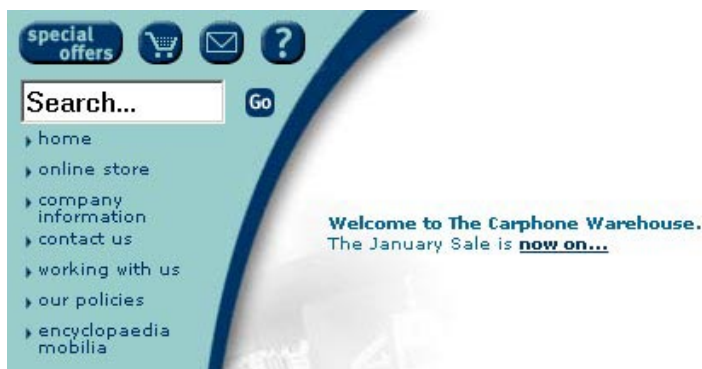 special
offers
?
Search...
Go
home
online store
company
information
contact us
working with us
our policies
encyclopaedia
mobilia
Welcome to The Carphone Warehouse.
The January Sale is now on...